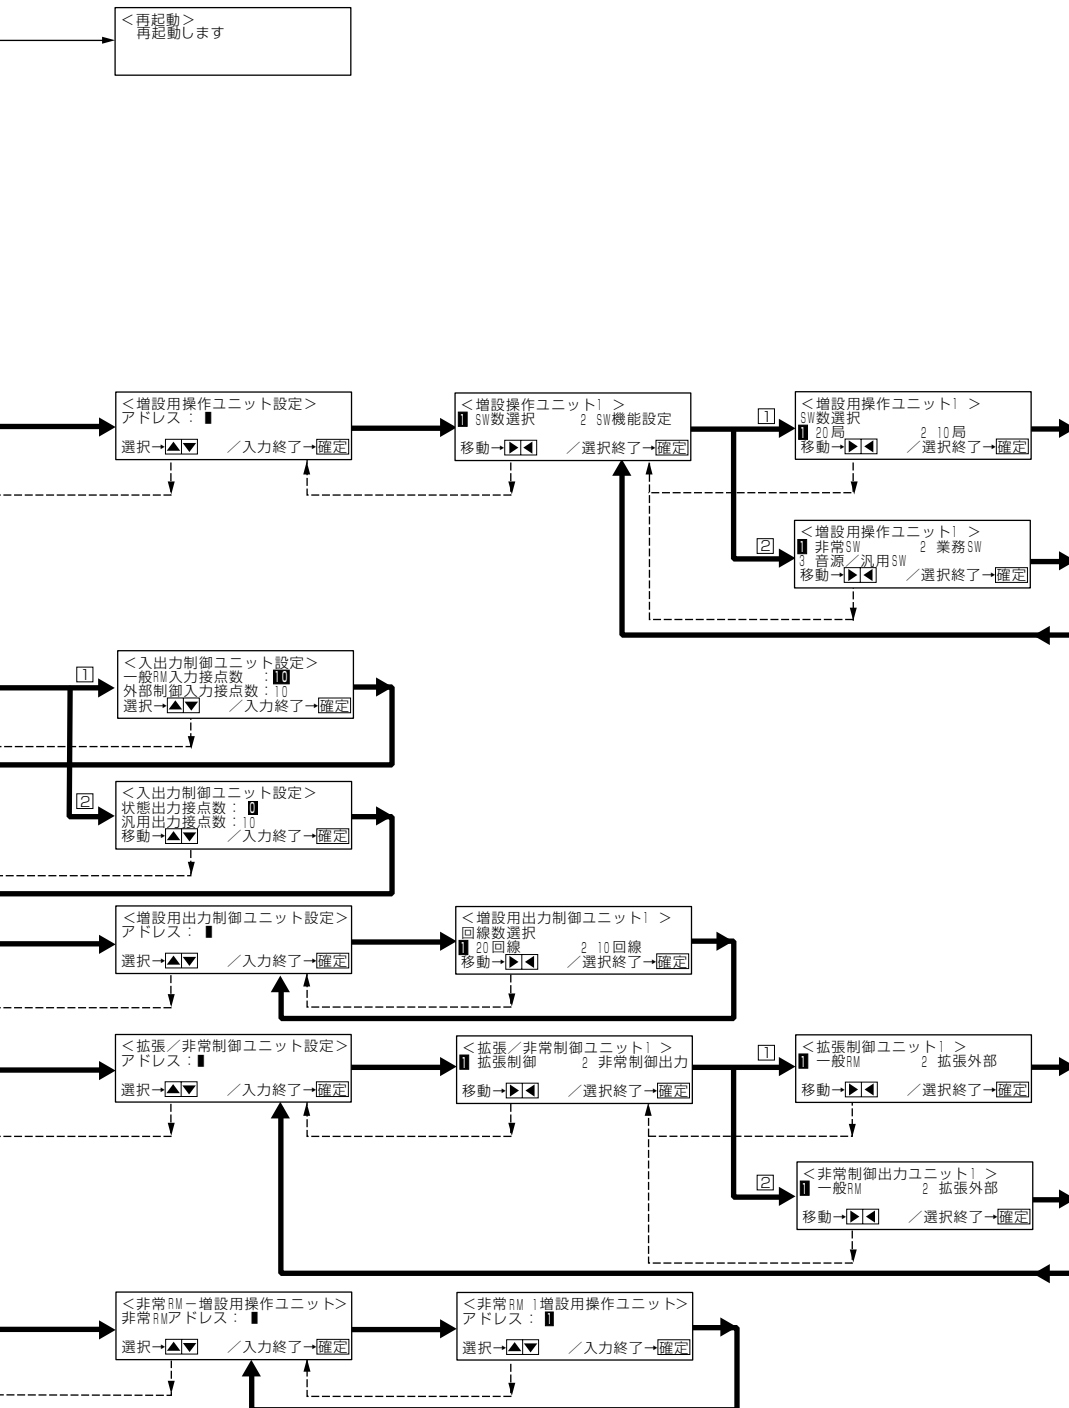 ＜再起動＞
再起動します
＜増設用操作ユニット設定＞
アドレス：
選択→▲▼ ／入力終了→確定
＜増設操作ユニット1 ＞
1 SW数選択 2 SW機能設定
移動→▶◀ ／選択終了→確定
1
＜増設用操作ユニット1 ＞
SW数選択
1 20局 2 10局
移動→▶◀ ／選択終了→確定
2
＜増設用操作ユニット1 ＞
1 非常SW 2 業務SW
3 音源／汎用SW
移動→▶◀ ／選択終了→確定
1
＜入出力制御ユニット設定＞
一般RM入力接点数 ：10
外部制御入力接点数：10
選択→▲▼ ／入力終了→確定
2
＜入出力制御ユニット設定＞
状態出力接点数：0
汎用出力接点数：10
移動→▲▼ ／入力終了→確定
＜増設用出力制御ユニット設定＞
アドレス：
選択→▲▼ ／入力終了→確定
＜増設用出力制御ユニット1 ＞
回線数選択
1 20回線 2 10回線
移動→▶◀ ／選択終了→確定
＜拡張／非常制御ユニット設定＞
アドレス：
選択→▲▼ ／入力終了→確定
＜拡張／非常制御ユニット1 ＞
1 拡張制御 2 非常制御出力
移動→▶◀ ／選択終了→確定
1
＜拡張制御ユニット1 ＞
1 一般RM 2 拡張外部
移動→▶◀ ／選択終了→確定
2
＜非常制御出力ユニット1 ＞
1 一般RM 2 拡張外部
移動→▶◀ ／選択終了→確定
＜非常RM－増設用操作ユニット＞
非常RMアドレス：
選択→▲▼ ／入力終了→確定
＜非常RM 1増設用操作ユニット＞
アドレス：1
選択→▲▼ ／入力終了→確定